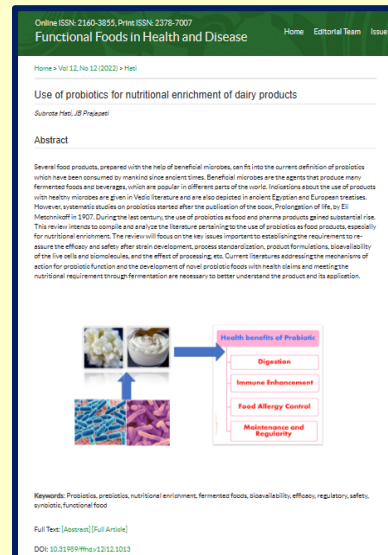 Online ISSN: 2160-3855, Print ISSN: 2378-7007
Functional Foods in Health and Disease
Home Editorial Team Issue
Home > Vol 12, No 12 (2022) > Hati
Use of probiotics for nutritional enrichment of dairy products
Subrota Hati, JB Prajapati
Abstract
Several food products, prepared with the help of beneficial microbes, can fit into the current definition of probiotics
which have been consumed by mankind since ancient times. Beneficial microbes are the agents that produce many
fermented foods and beverages, which are popular in different parts of the world. Indications about the use of products
with healthy microbes are given in Vedic literature and are also depicted in ancient Egyptian and European treatises.
However, systematic studies on probiotics started after the publication of the book, Prolongation of life, by Eli
Metchnikoff in 1907. During the last century, the use of probiotics as food and pharma products gained substantial rise.
This review intends to compile and analyze the literature pertaining to the use of probiotics as food products, especially
for nutritional enrichment. The review will focus on the key issues important to establishing the requirement to re-
assure the efficacy and safety after strain development, process standardization, product formulations, bioavailability
of the live cells and biomolecules, and the effect of processing, etc. Current literatures addressing the mechanisms of
action for probiotic function and the development of novel probiotic foods with health claims and meeting the
nutritional requirement through fermentation are necessary to better understand the product and its application.
Health benefits of Probiotic
Digestion
Immune Enhancement
Food Allergy Control
Maintenance and
Regularity
Keywords: Probiotics, prebiotics, nutritional enrichment, fermented foods, bioavailability, efficacy, regulatory, safety,
synbiotic, functional food
Full Text: [Abstract] [Full Article]
DOI: 10.31989/ffhd.v12i12.1013